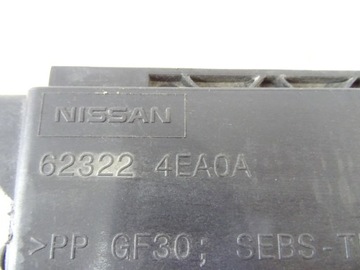 NISSAN
62322 4EA0A
>PP GF30; SEBS-T